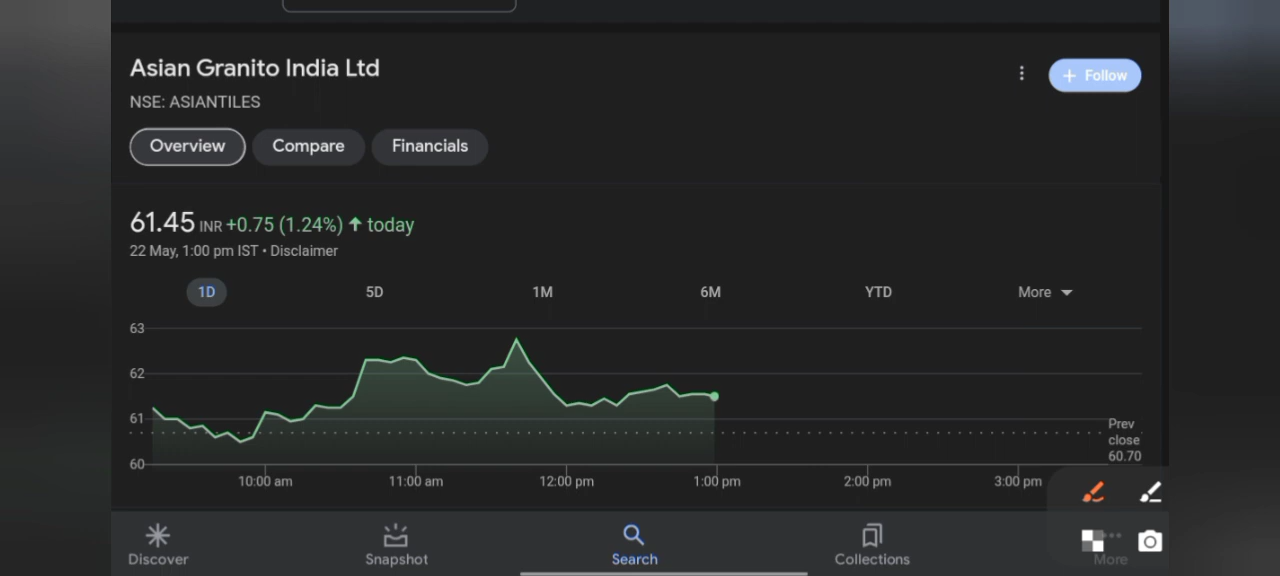 Asian Granito India Ltd
+ Follow
NSE: ASIANTILES
Overview Compare Financials
61.45 INR +0.75 (1.24%) ↑ today
22 May, 1:00 pm IST • Disclaimer
1D 5D 1M 6M YTD More
63
62
61
60
Prev
close
60.70
10:00 am 11:00 am 12:00 pm 1:00 pm 2:00 pm 3:00 pm
Discover Snapshot Search Collections More